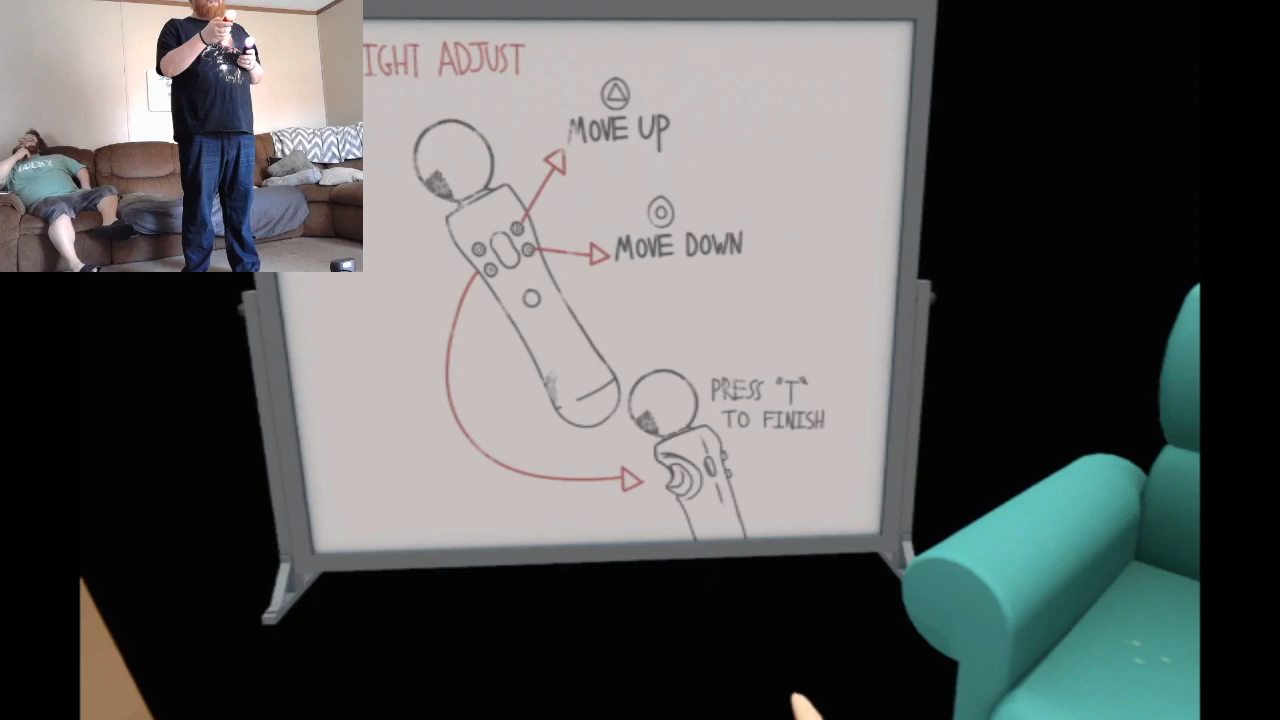 IGHT ADJUST
MOVE UP
MOVE DOWN
PRESS "T"
TO FINISH